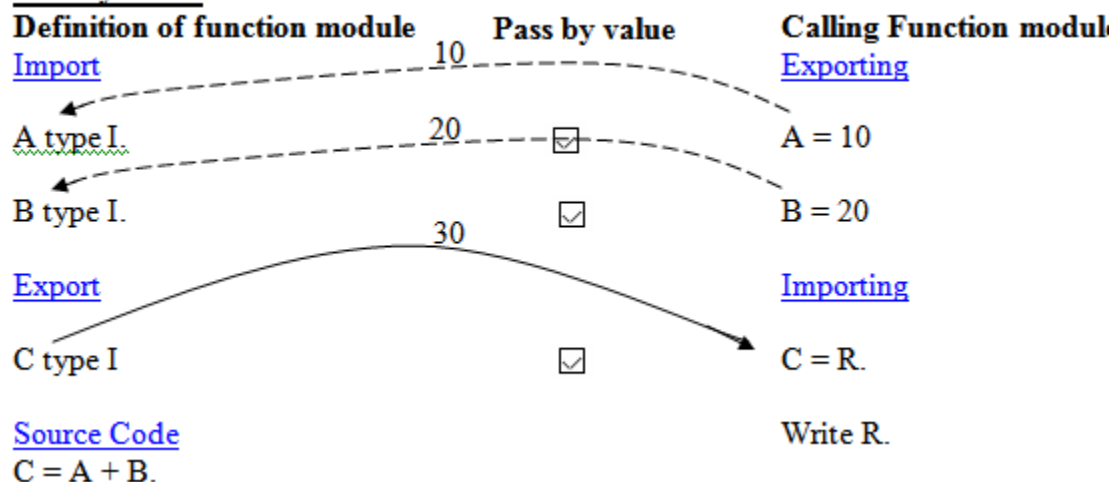 Definition of function module Pass by value Calling Function module
Import 10 Exporting
A type I. 20 A = 10
B type I. B = 20
30
Export Importing
C type I C = R.
Source Code Write R.
C = A + B.